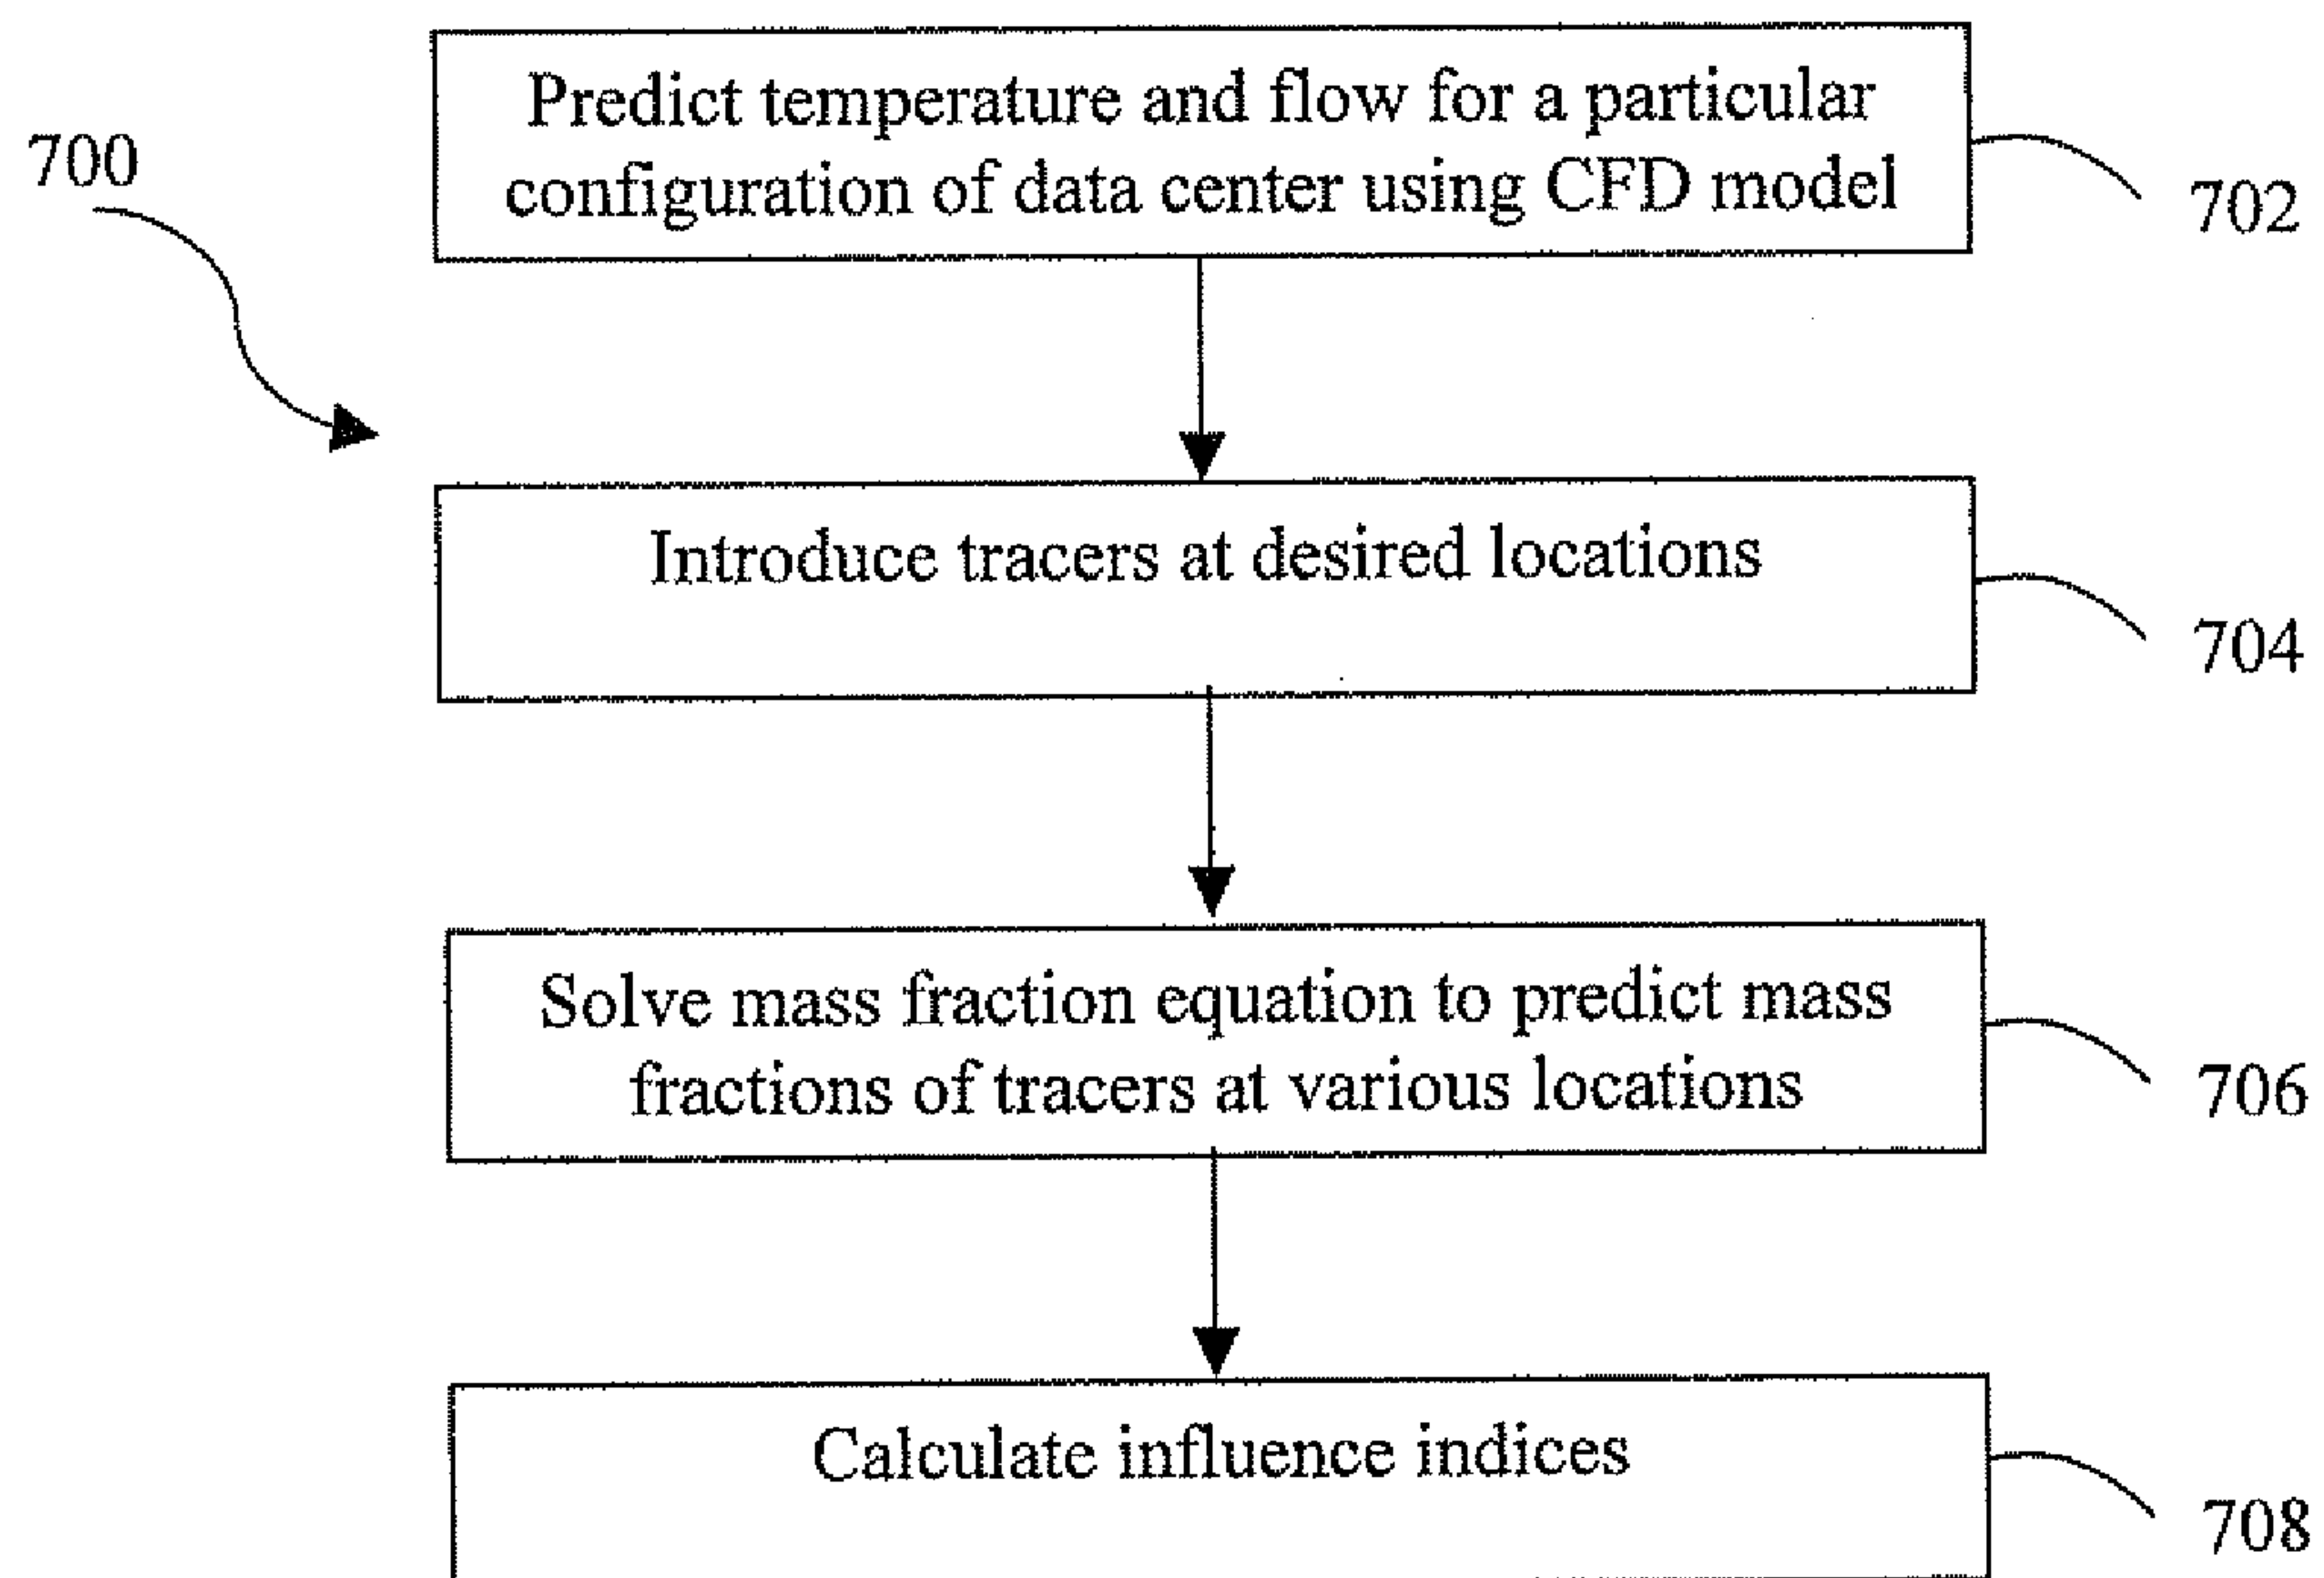 Predict temperature and flow for a particular
configuration of data center using CFD model
700
702
Introduce tracers at desired locations
704
Solve mass fraction equation to predict mass
fractions of tracers at various locations
706
Calculate influence indices
708